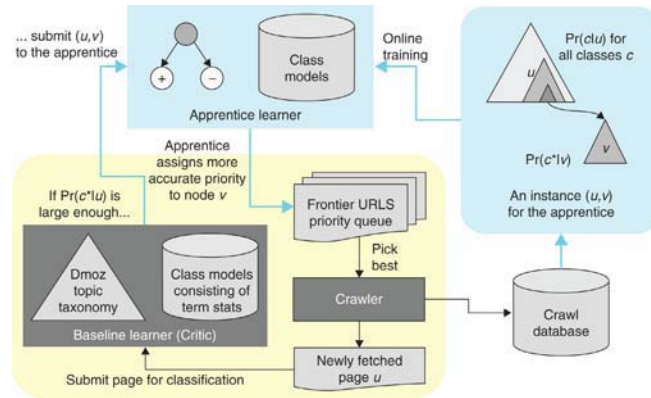 ... submit (u,v)
to the apprentice
+
−
Class
models
Apprentice learner
Online
training
Pr(c|u) for
all classes c
u
v
Pr(c*|v)
An instance (u,v)
for the apprentice
Apprentice
assigns more
accurate priority
to node v
If Pr(c*|u) is
large enough...
Frontier URLS
priority queue
Pick
best
Dmoz
topic
taxonomy
Class models
consisting of
term stats
Baseline learner (Critic)
Crawler
Crawl
database
Newly fetched
page u
Submit page for classification